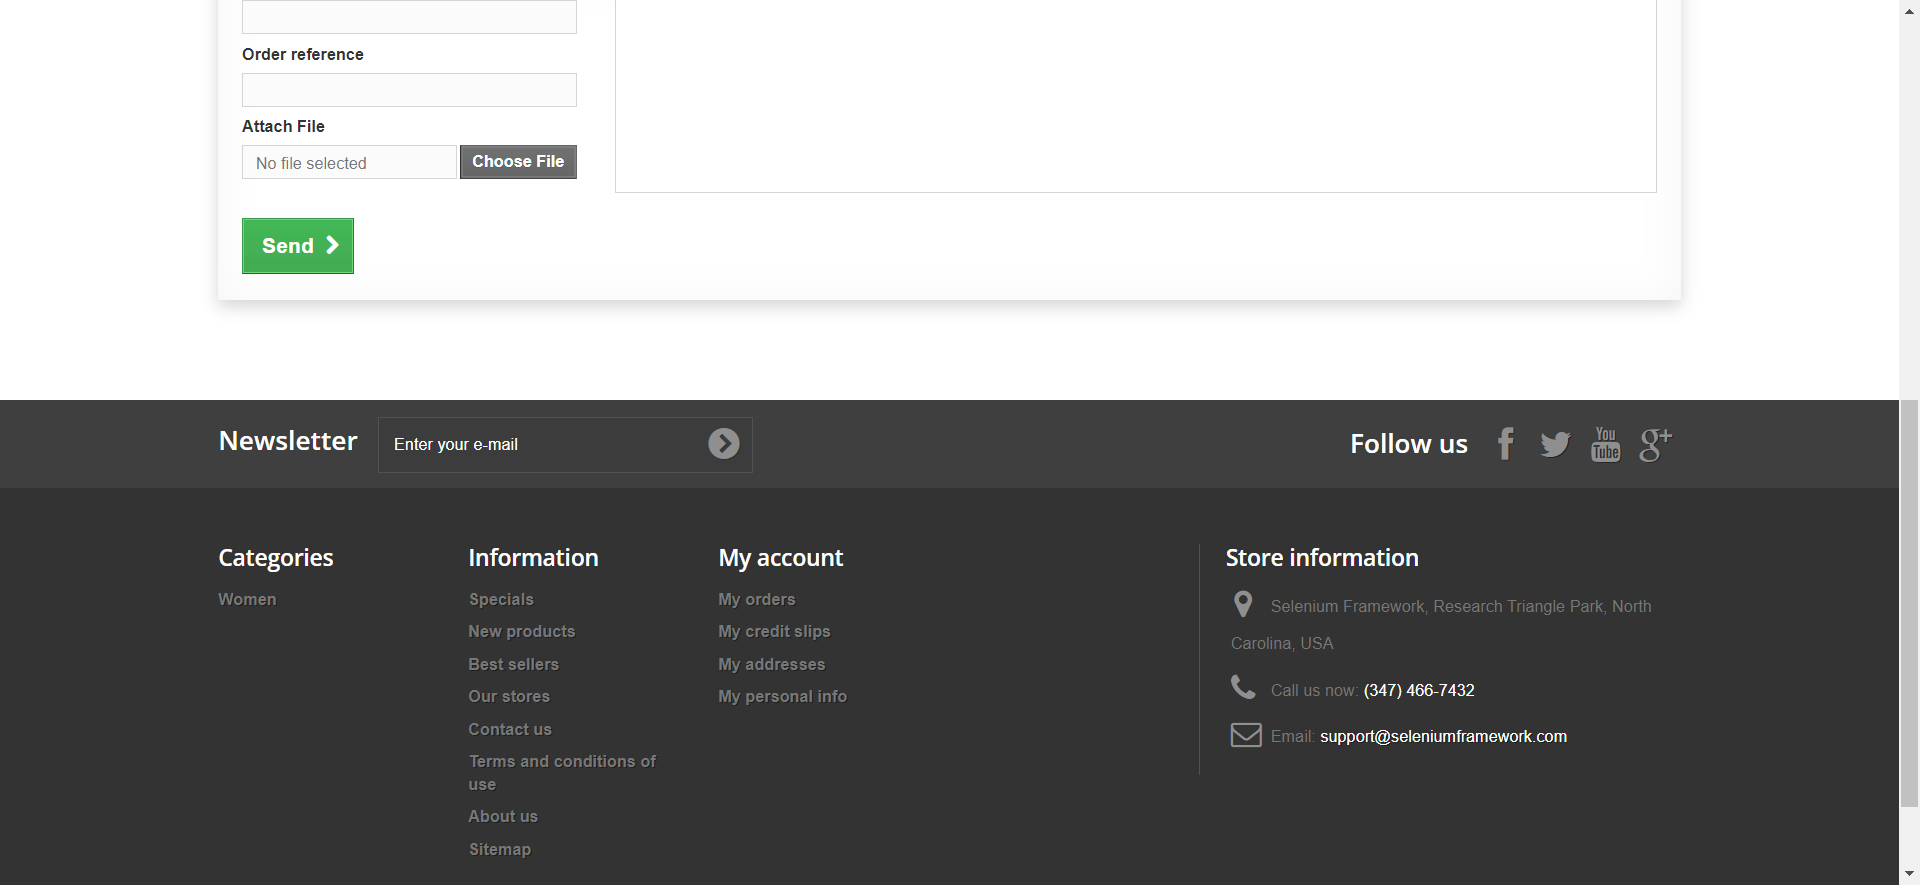 Order reference
Attach File
No file selected
Choose File
Send
Newsletter
Enter your e-mail
Follow us
You
Tube
g+
Categories
Women
Information
Specials
New products
Best sellers
Our stores
Contact us
Terms and conditions of
use
About us
Sitemap
My account
My orders
My credit slips
My addresses
My personal info
Store information
Selenium Framework, Research Triangle Park, North
Carolina, USA
Call us now: (347) 466-7432
Email: support@seleniumframework.com